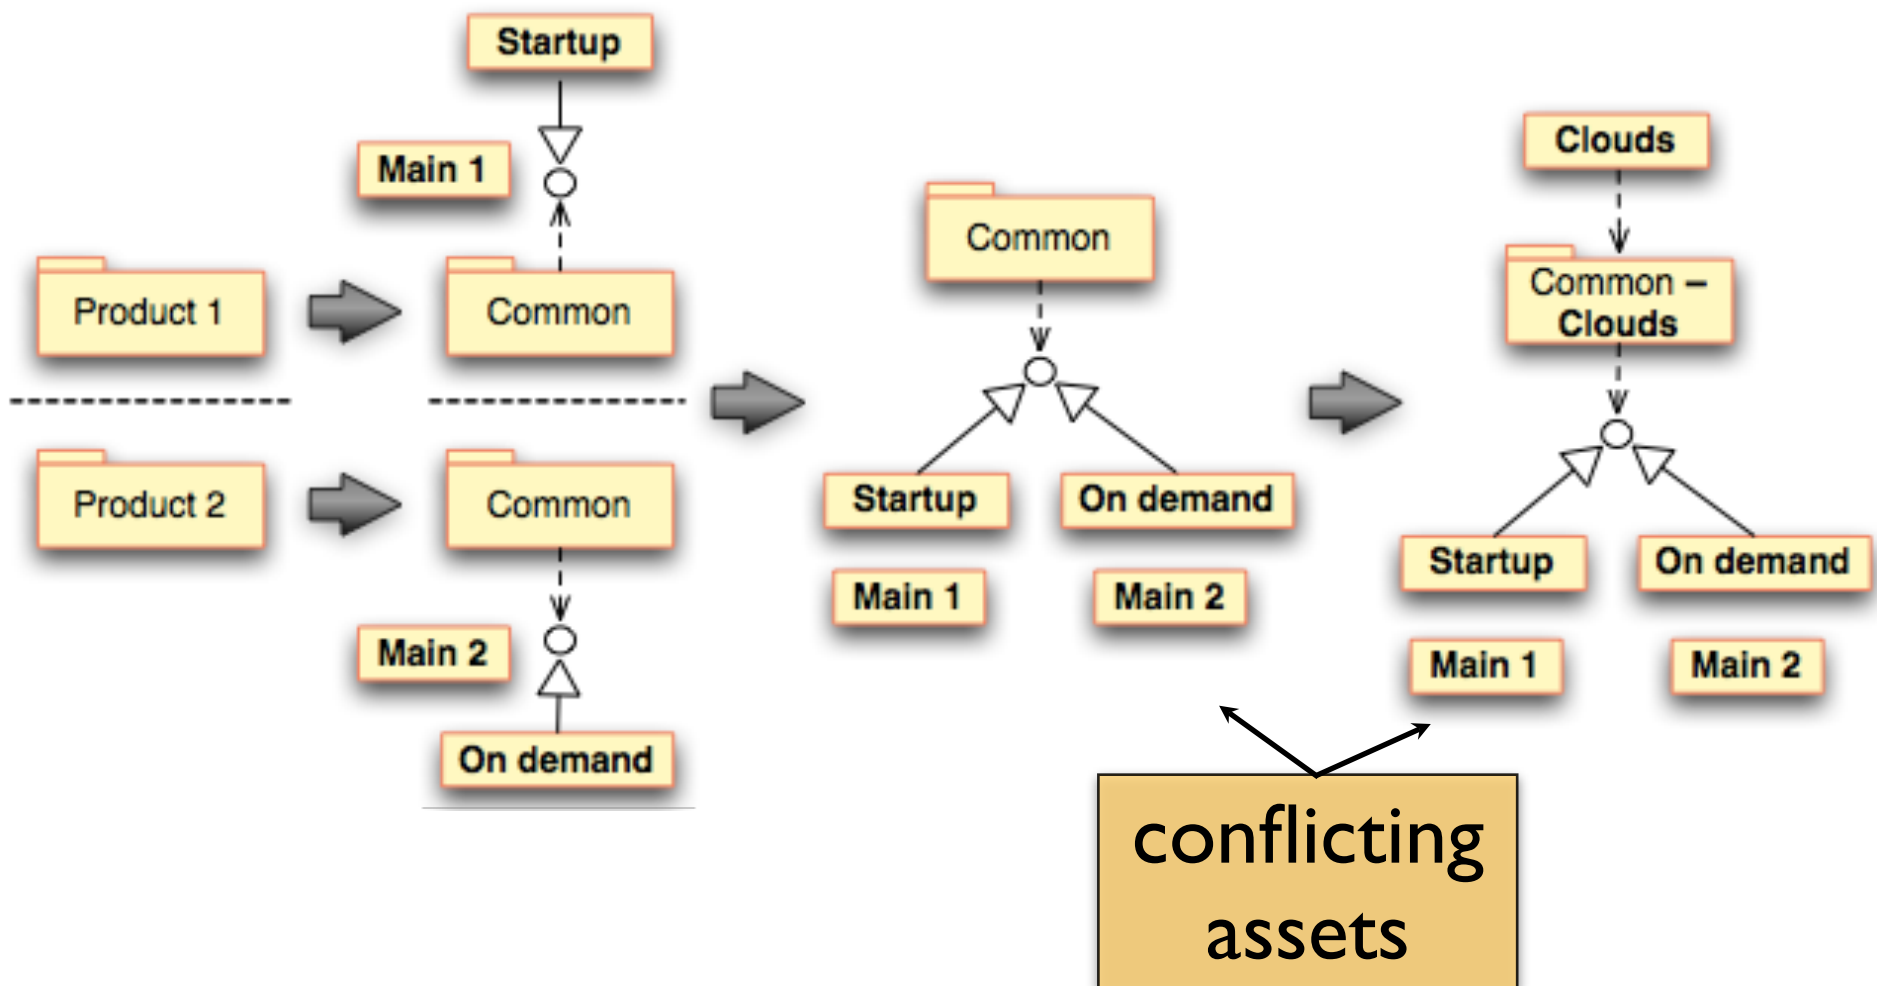 Startup
Main 1
Product 1
Common
Product 2
Common
Main 2
On demand
Common
Startup
On demand
Main 1
Main 2
Clouds
Common –
Clouds
Startup
On demand
Main 1
Main 2
conflicting
assets